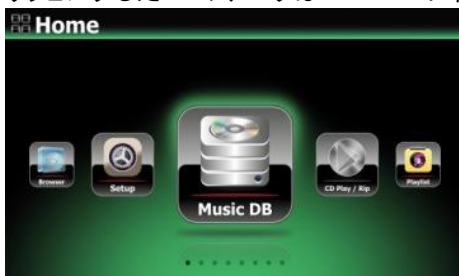 Home
Browser
Setup
Music DB
CD Play / Rip
Playlist